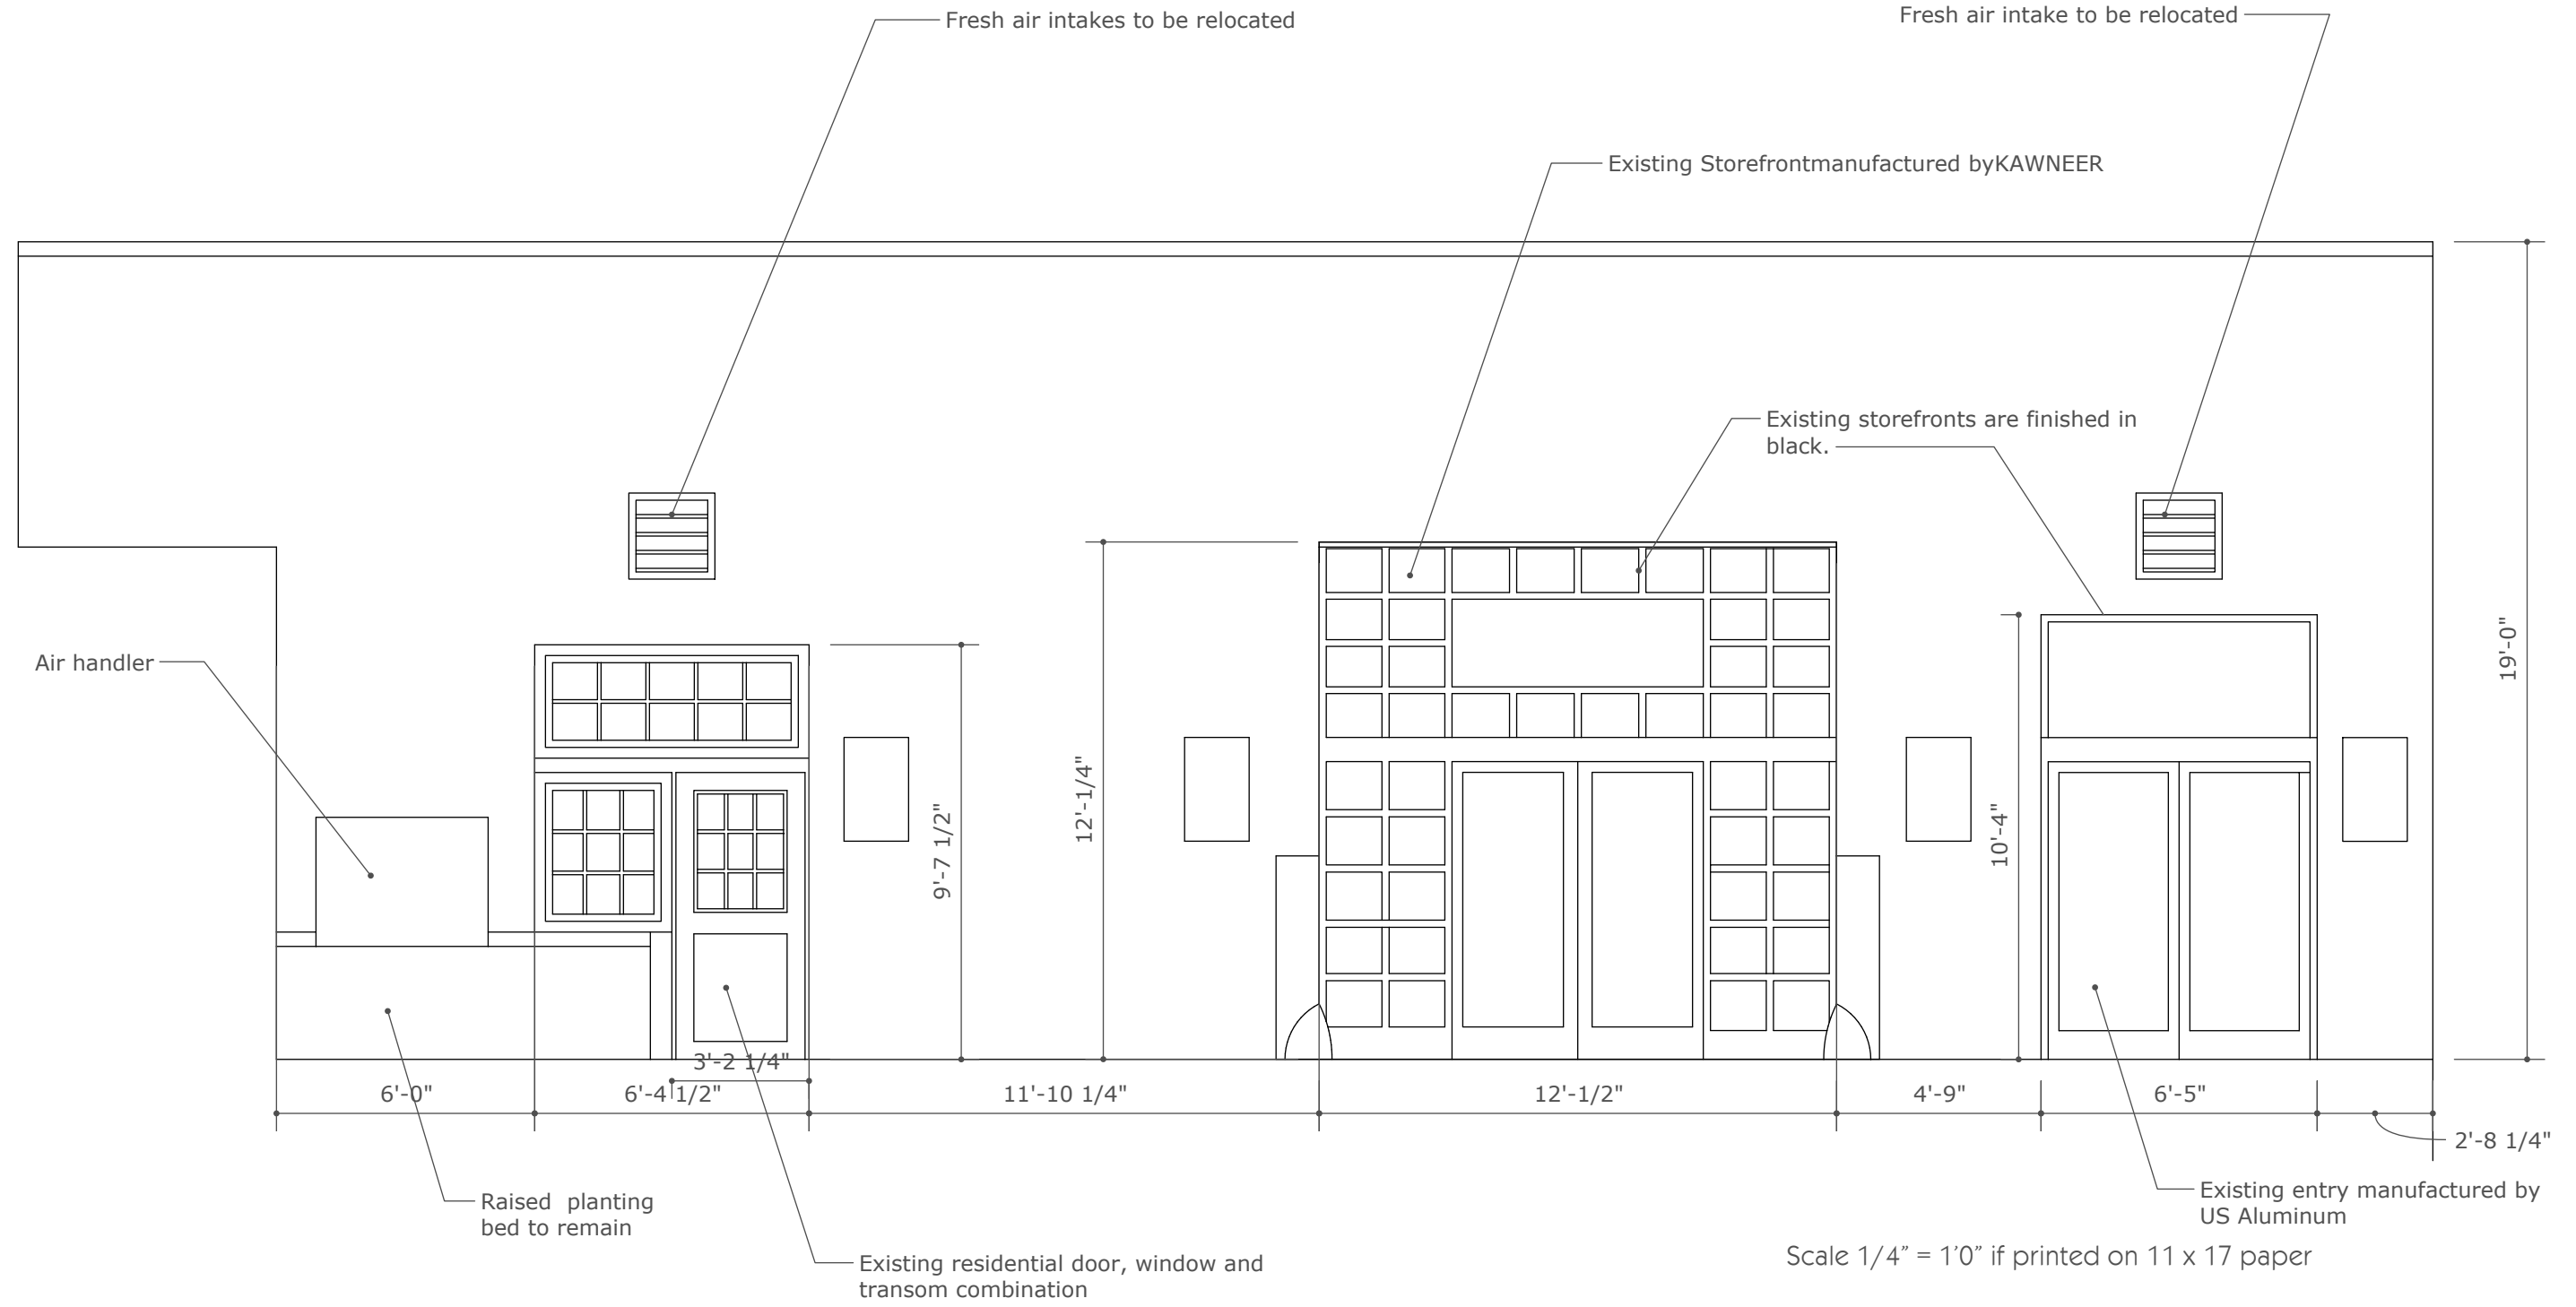 Fresh air intakes to be relocated
Fresh air intake to be relocated
Existing Storefrontmanufactured byKAWNEER
Existing storefronts are finished in
black.
19'-0"
Air handler
12'-1/4"
9'-7 1/2"
10'-4"
3'-2 1/4"
6'-0"
6'-4 1/2"
11'-10 1/4"
12'-1/2"
4'-9"
6'-5"
2'-8 1/4"
Raised  planting
bed to remain
Existing entry manufactured by
US Aluminum
Existing residential door, window and
transom combination
Scale 1/4” = 1’0” if printed on 11 x 17 paper